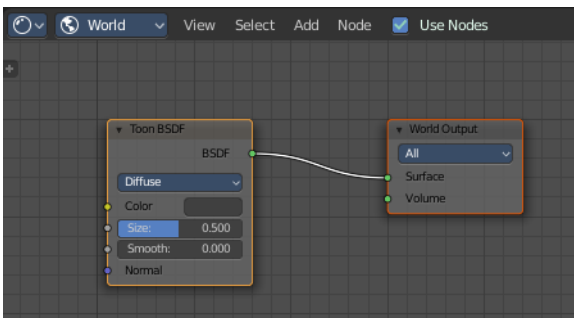 World View Select Add Node Use Nodes
Toon BSDF
BSDF
Diffuse
Color
Size: 0.500
Smooth: 0.000
Normal
World Output
All
Surface
Volume